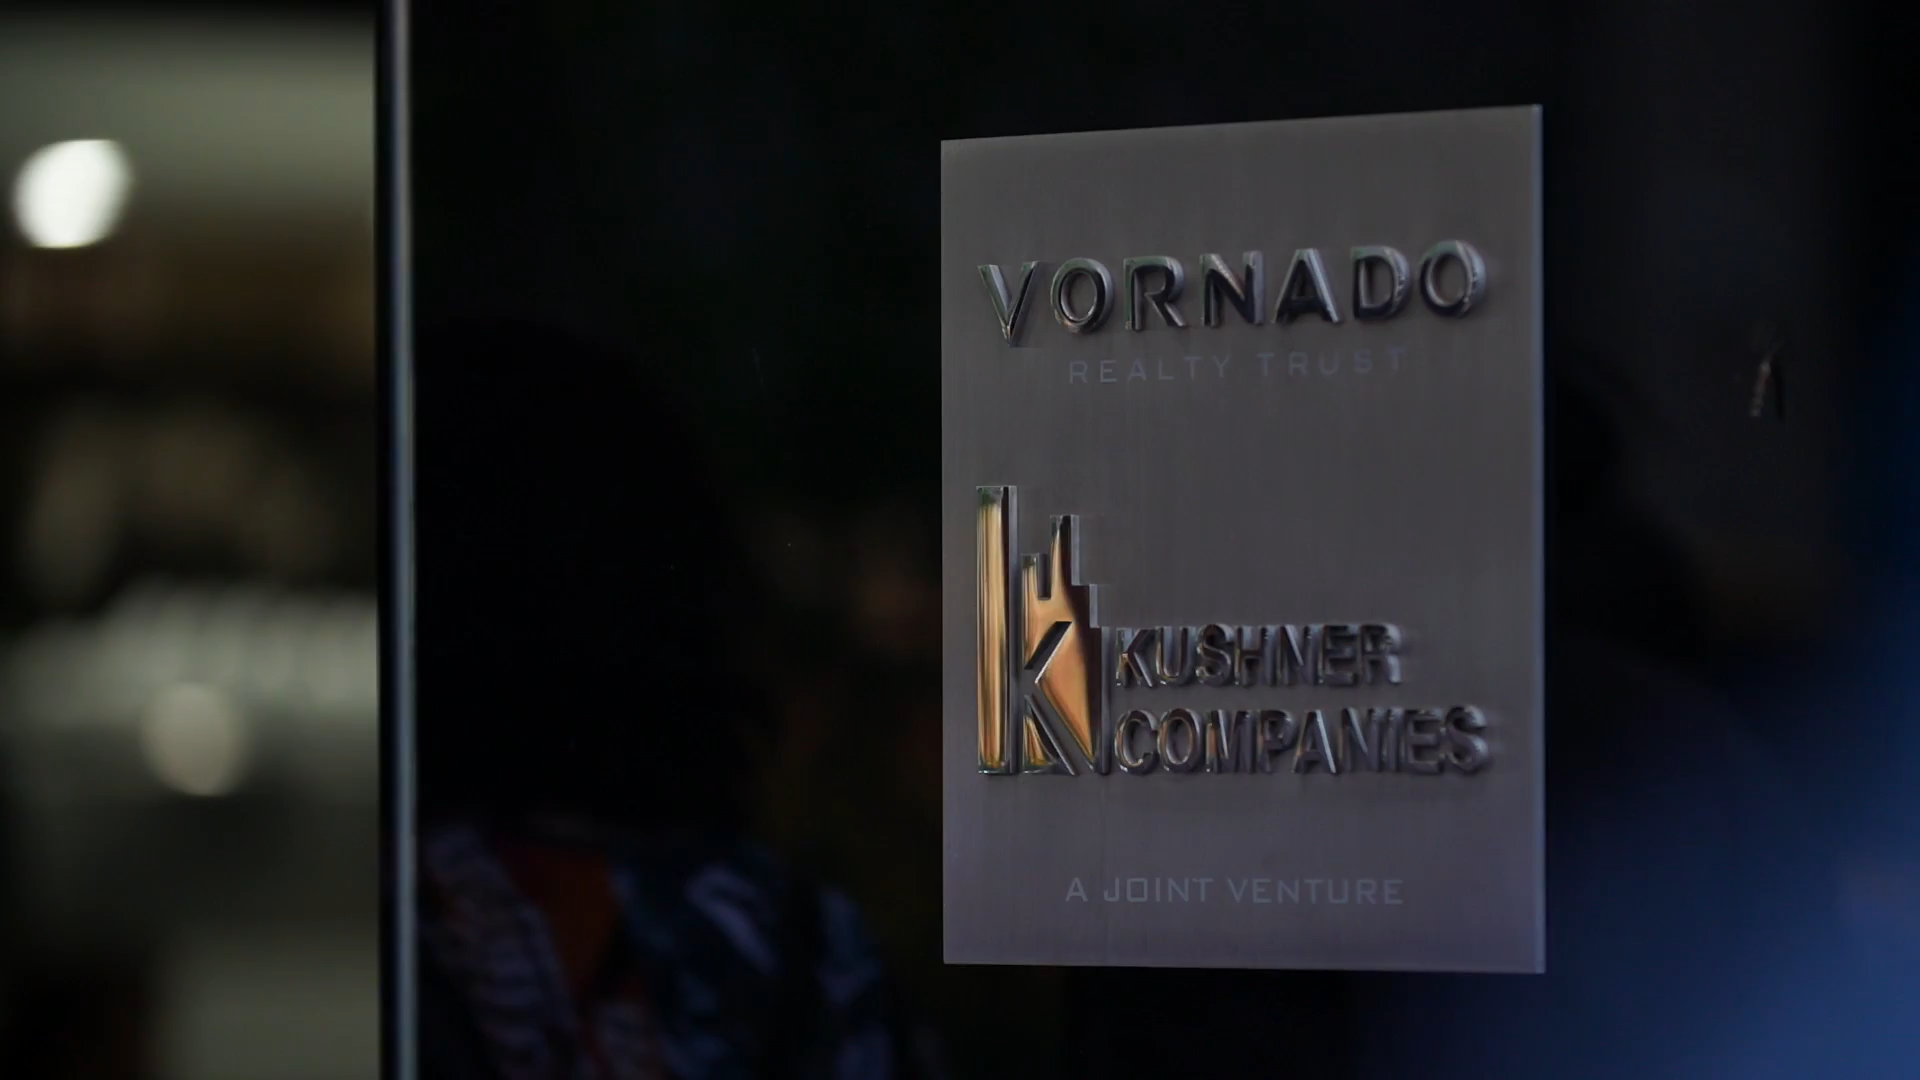 VORNADO
REALTY TRUST
k
KUSHNER
COMPANIES
A JOINT VENTURE